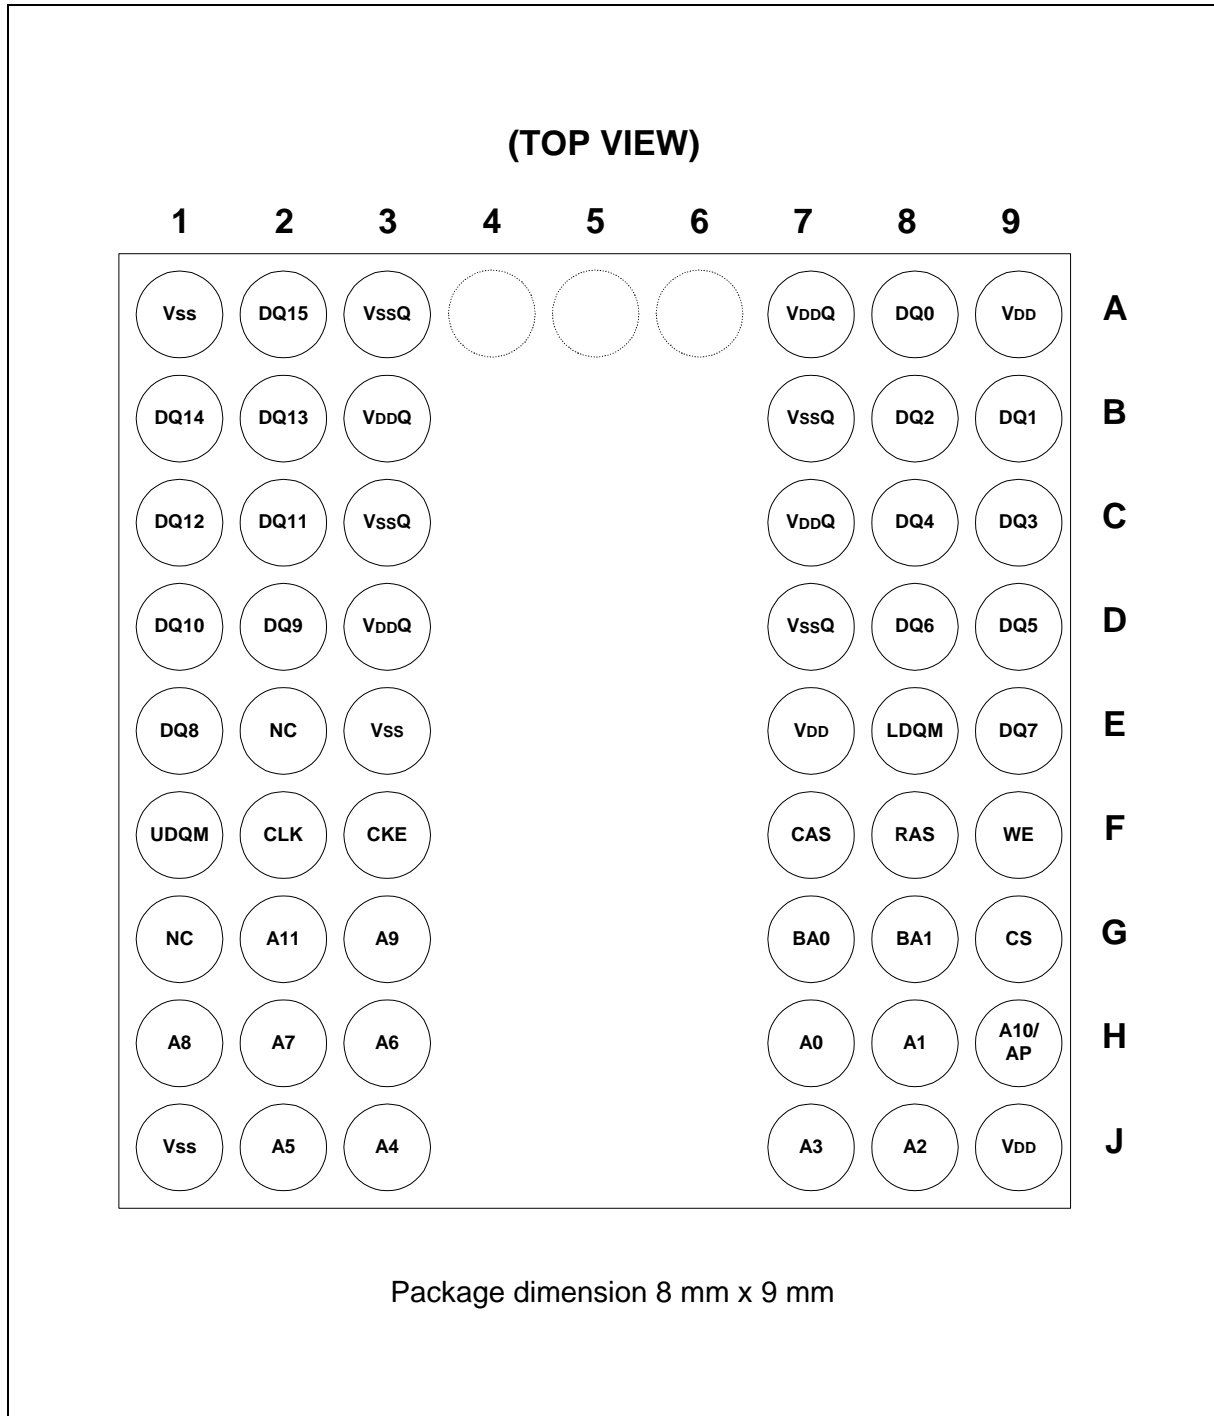 (TOP VIEW)
1 2 3 4 5 6 7 8 9
Vss DQ15 VssQ VDDQ DQ0 VDD A
DQ14 DQ13 VDDQ VssQ DQ2 DQ1 B
DQ12 DQ11 VssQ VDDQ DQ4 DQ3 C
DQ10 DQ9 VDDQ VssQ DQ6 DQ5 D
DQ8 NC Vss VDD LDQM DQ7 E
UDQM CLK CKE CAS RAS WE F
NC A11 A9 BA0 BA1 CS G
A8 A7 A6 A0 A1 A10/ AP H
Vss A5 A4 A3 A2 VDD J
Package dimension 8 mm x 9 mm